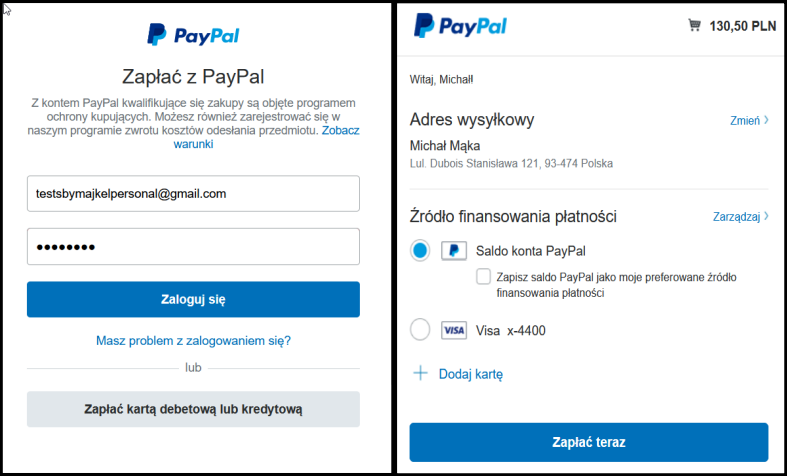 PayPal
Zapłać z PayPal
Z kontem PayPal kwalifikujące się zakupy są objęte programem
ochrony kupujących. Możesz również zarejestrować się w
naszym programie zwrotu kosztów odesłania przedmiotu. Zobacz
warunki
testsbymajkelpersonal@gmail.com
Zaloguj się
Masz problem z zalogowaniem się?
lub
Zapłać kartą debetową lub kredytową
PayPal
130,50 PLN
Witaj, Michał!
Adres wysyłkowy
Zmień
Michał Mąka
Lul. Dubois Stanisława 121, 93-474 Polska
Źródło finansowania płatności
Zarządzaj
Saldo konta PayPal
Zapisz saldo PayPal jako moje preferowane źródło
finansowania płatności
VISA Visa x-4400
Dodaj kartę
Zapłać teraz